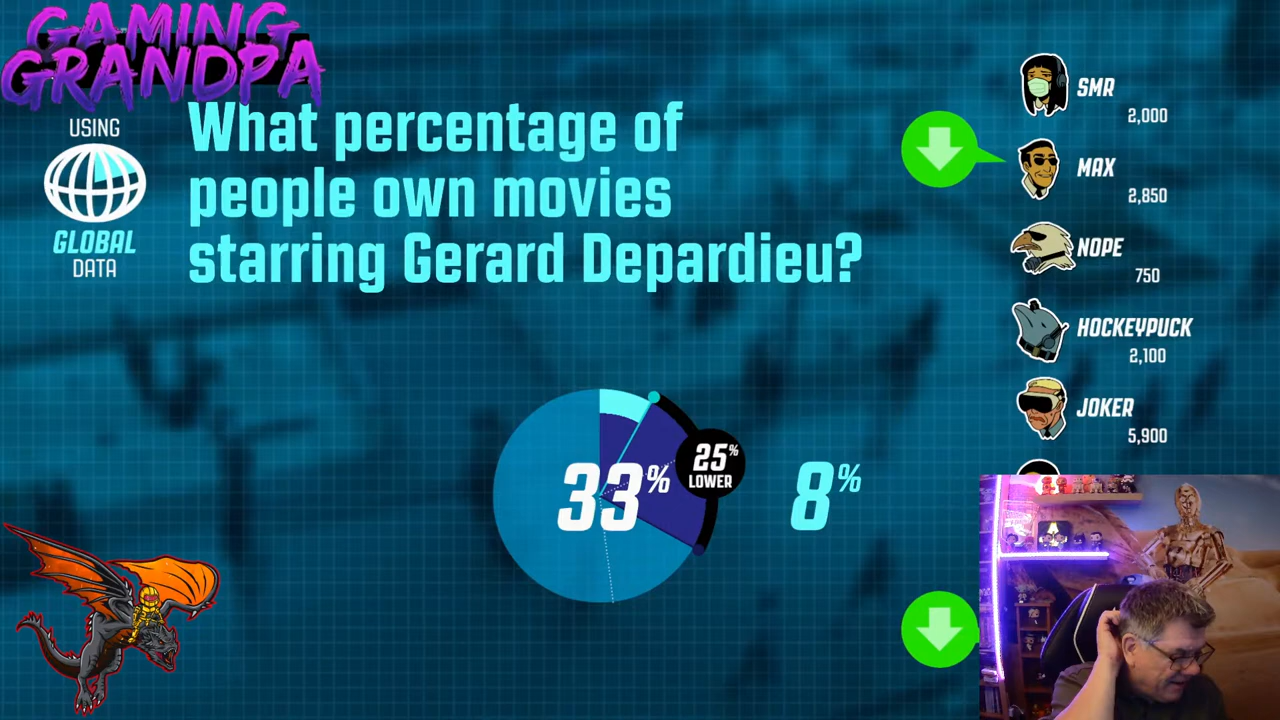 GAMING
GRANDPA
USING
GLOBAL
DATA
What percentage of
people own movies
starring Gerard Depardieu?
33%
25%
LOWER
8%
SMR
2,000
MAX
2,850
NOPE
750
HOCKEYPUCK
2,100
JOKER
5,900